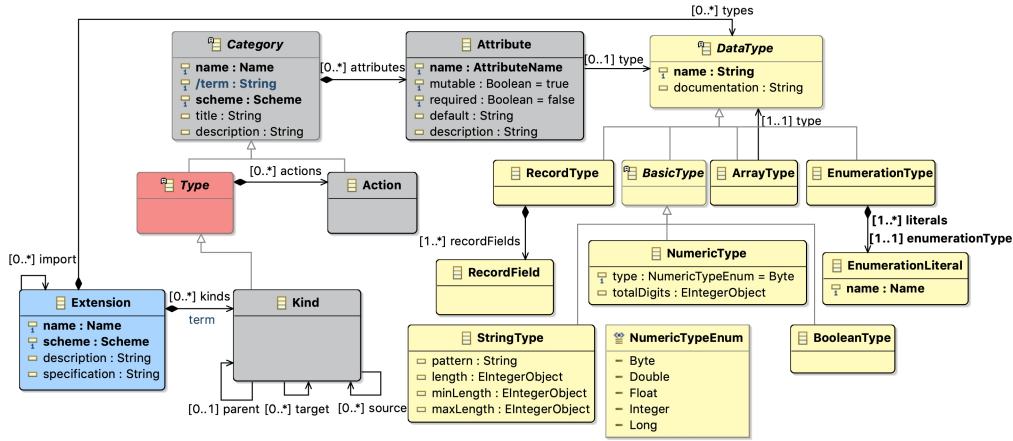 [0..*] types
Category
name : Name
/term : String
scheme : Scheme
title : String
description : String
[0..*] attributes
Attribute
name : AttributeName
mutable : Boolean = true
required : Boolean = false
default : String
description : String
[0..1] type
DataType
name : String
documentation : String
[1..1] type
Type
[0..*] actions
Action
RecordType
BasicType
ArrayType
EnumerationType
[1..*] recordFields
[1..*] literals
[1..1] enumerationType
RecordField
NumericType
type : NumericTypeEnum = Byte
totalDigits : EIntegerObject
EnumerationLiteral
name : Name
[0..*] import
Extension
name : Name
scheme : Scheme
description : String
specification : String
[0..*] kinds
term
Kind
[0..1] parent
[0..*] target
[0..*] source
StringType
pattern : String
length : EIntegerObject
minLength : EIntegerObject
maxLength : EIntegerObject
NumericTypeEnum
Byte
Double
Float
Integer
Long
BooleanType